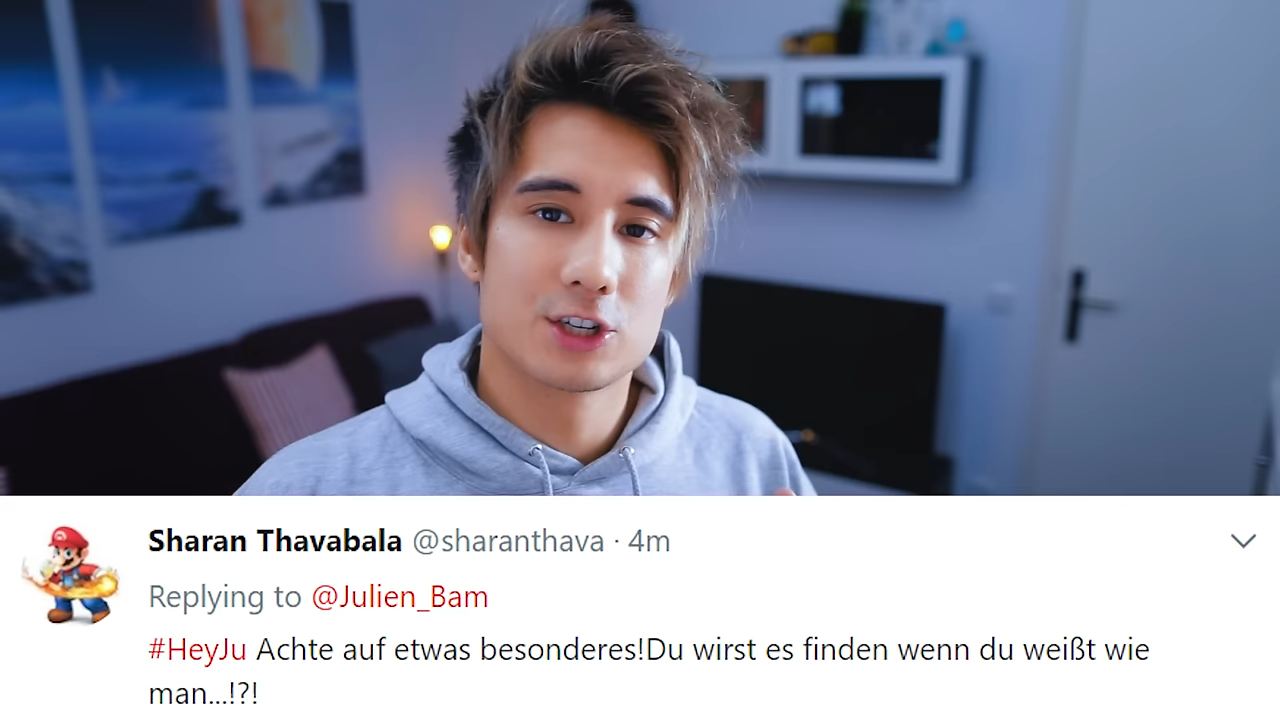 Sharan Thavabala @sharanthava · 4m
Replying to @Julien_Bam
#HeyJu Achte auf etwas besonderes!Du wirst es finden wenn du weißt wie
man...!?!